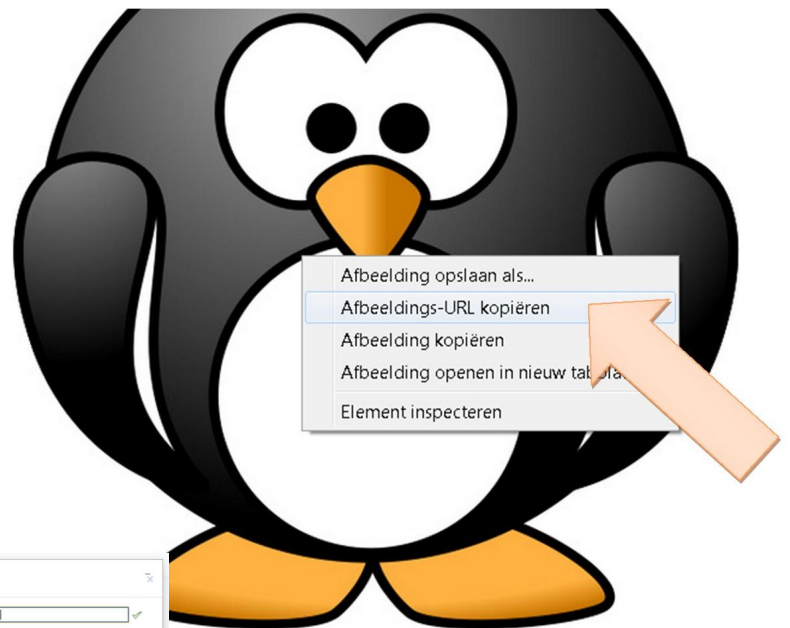 Afbeelding opslaan als...
Afbeeldings-URL kopiëren
Afbeelding kopiëren
Afbeelding openen in nieuw
Element inspecteren